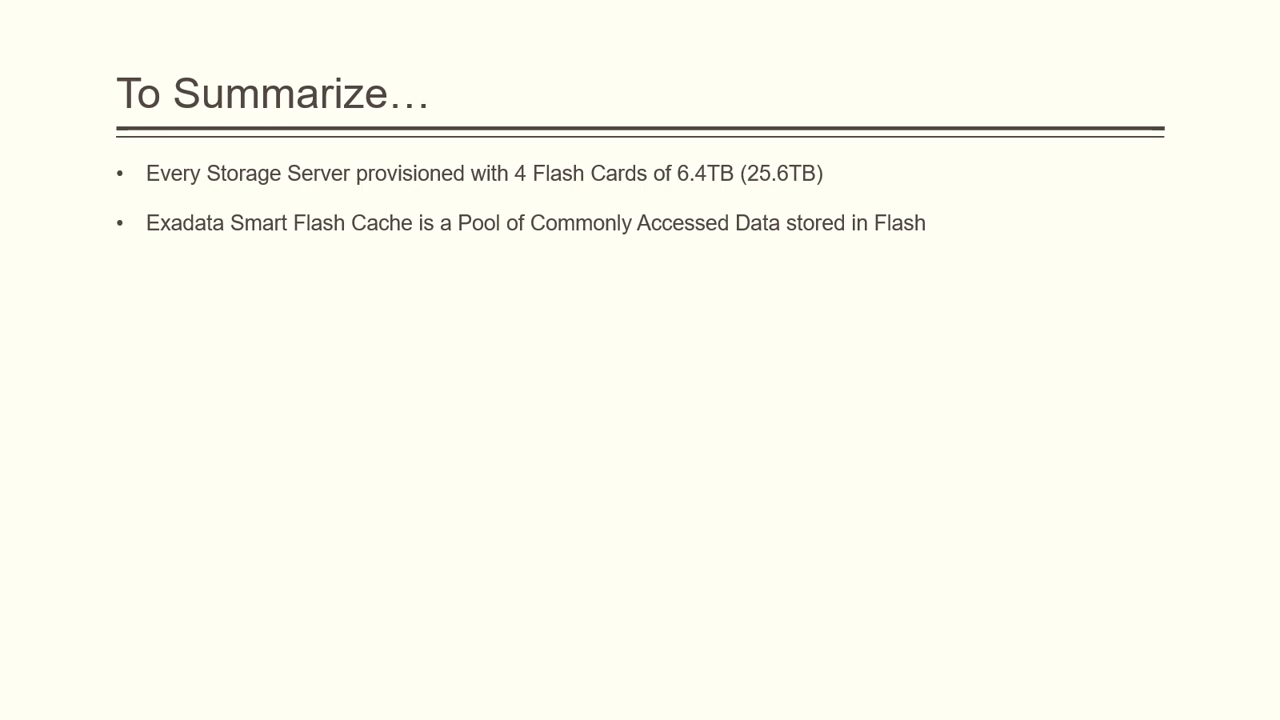 To Summarize…
• Every Storage Server provisioned with 4 Flash Cards of 6.4TB (25.6TB)
• Exadata Smart Flash Cache is a Pool of Commonly Accessed Data stored in Flash